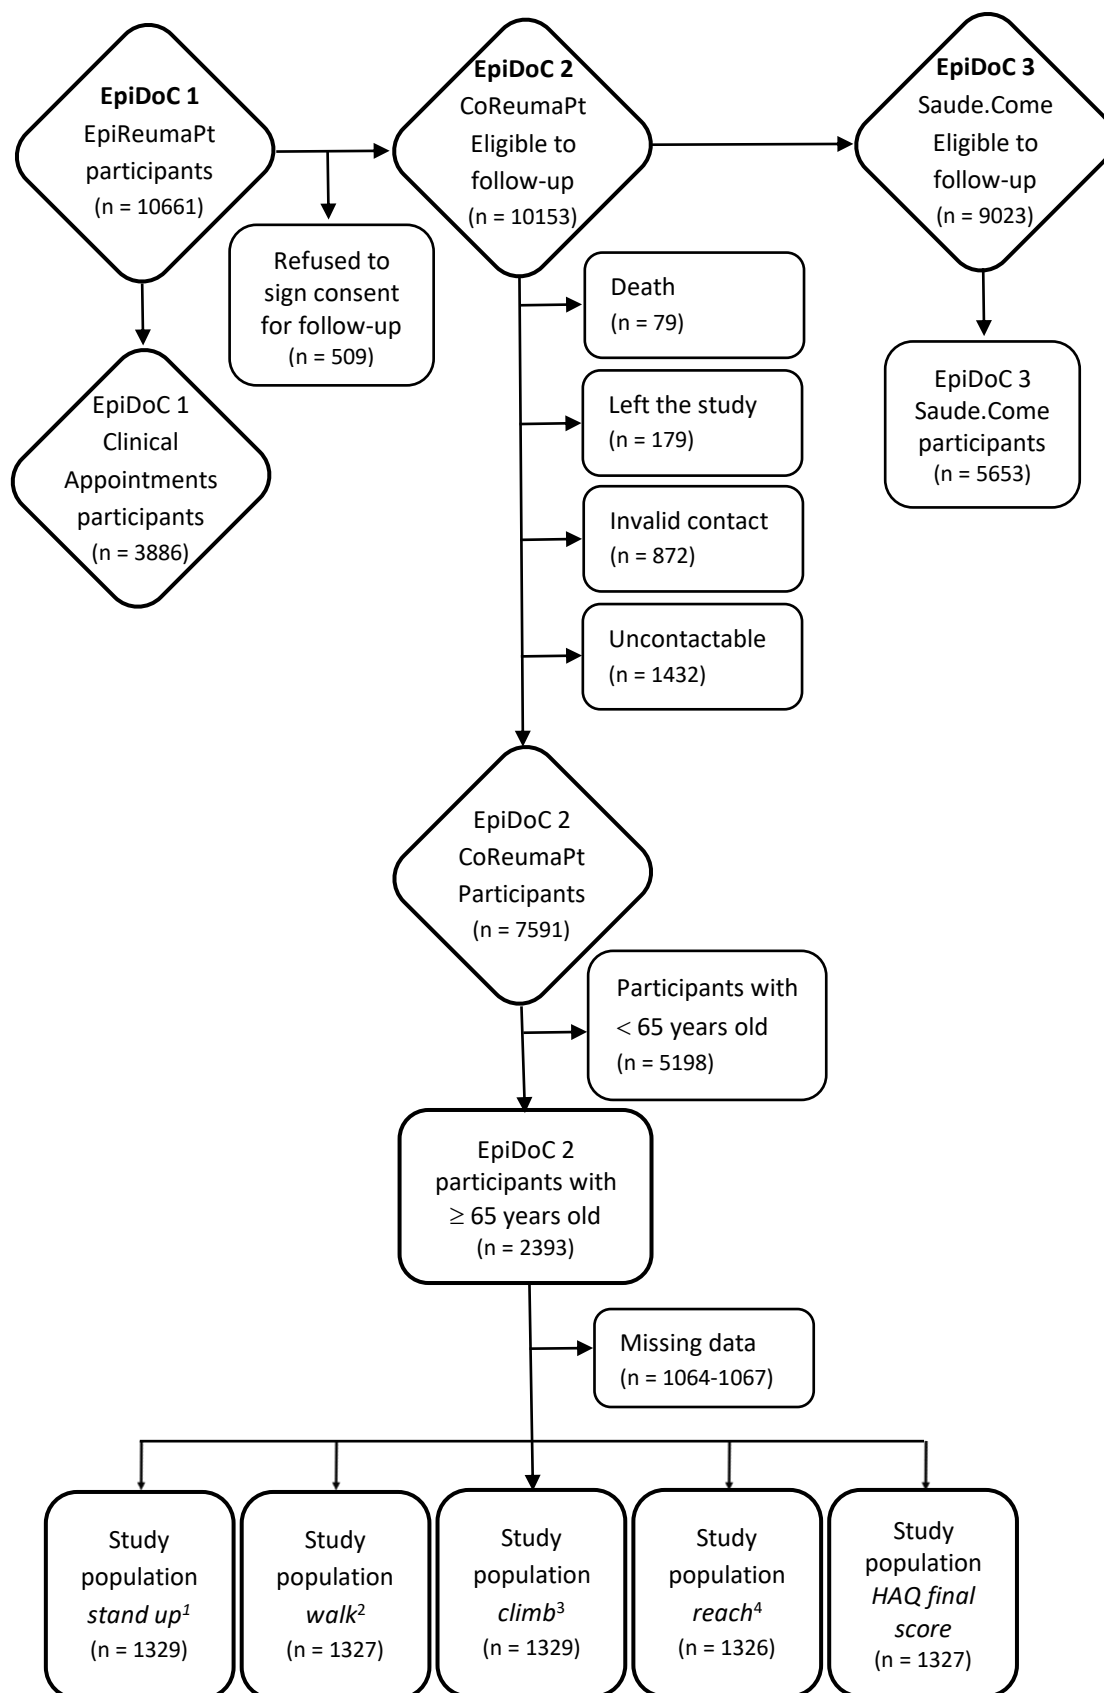 EpiDoC 1
EpiReumaPt
participants
(n = 10661)
EpiDoC 2
CoReumaPt
Eligible to
follow-up
(n = 10153)
EpiDoC 3
Saude.Come
Eligible to
follow-up
(n = 9023)
Refused to
sign consent
for follow-up
(n = 509)
Death
(n = 79)
EpiDoC 1
Clinical
Appointments
participants
(n = 3886)
Left the study
(n = 179)
EpiDoC 3
Saude.Come
participants
(n = 5653)
Invalid contact
(n = 872)
Uncontactable
(n = 1432)
EpiDoC 2
CoReumaPt
Participants
(n = 7591)
Participants with
< 65 years old
(n = 5198)
EpiDoC 2
participants with
≥ 65 years old
(n = 2393)
Missing data
(n = 1064-1067)
Study
population
stand up¹
(n = 1329)
Study
population
walk²
(n = 1327)
Study
population
climb³
(n = 1329)
Study
population
reach⁴
(n = 1326)
Study
population
HAQ final
score
(n = 1327)